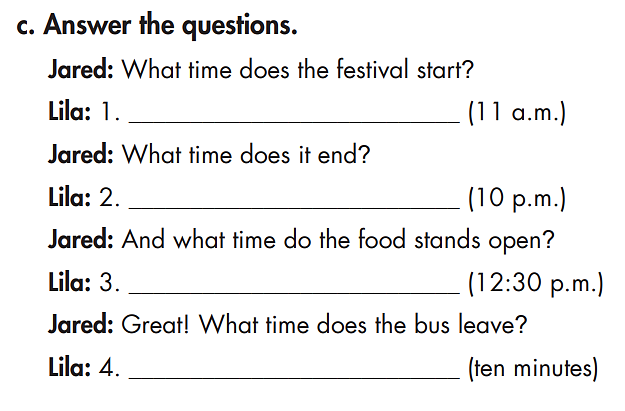 c. Answer the questions.
Jared: What time does the festival start?
Lila: 1. ______________________ (11 a.m.)
Jared: What time does it end?
Lila: 2. ______________________ (10 p.m.)
Jared: And what time do the food stands open?
Lila: 3. ______________________ (12:30 p.m.)
Jared: Great! What time does the bus leave?
Lila: 4. ______________________ (ten minutes)